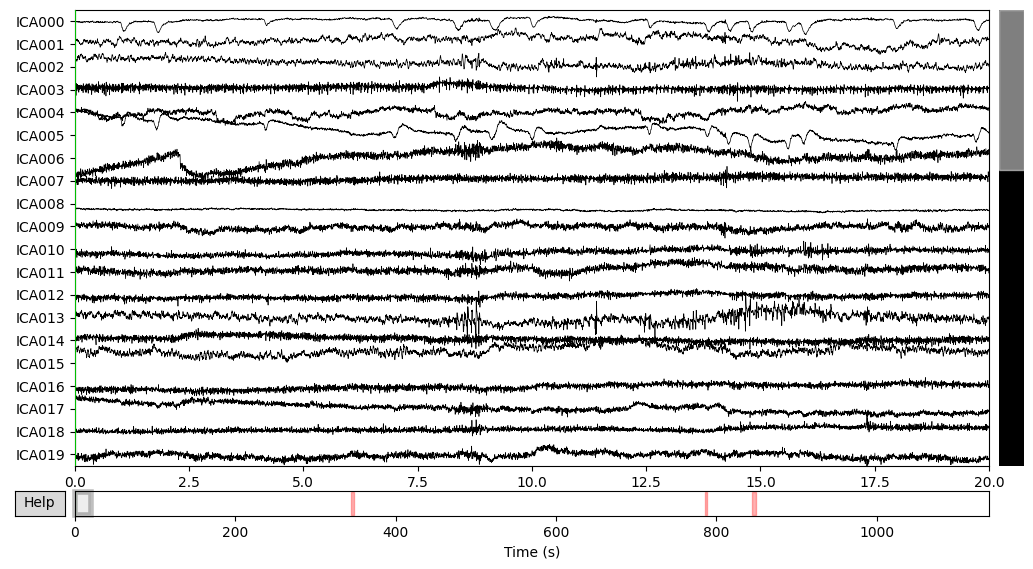 ICA000
ICA001
ICA002
ICA003
ICA004
ICA005
ICA006
ICA007
ICA008
ICA009
ICA010
ICA011
ICA012
ICA013
ICA014
ICA015
ICA016
ICA017
ICA018
ICA019
0.0 2.5 5.0 7.5 10.0 12.5 15.0 17.5 20.0
Help
0 200 400 600 800 1000
Time (s)